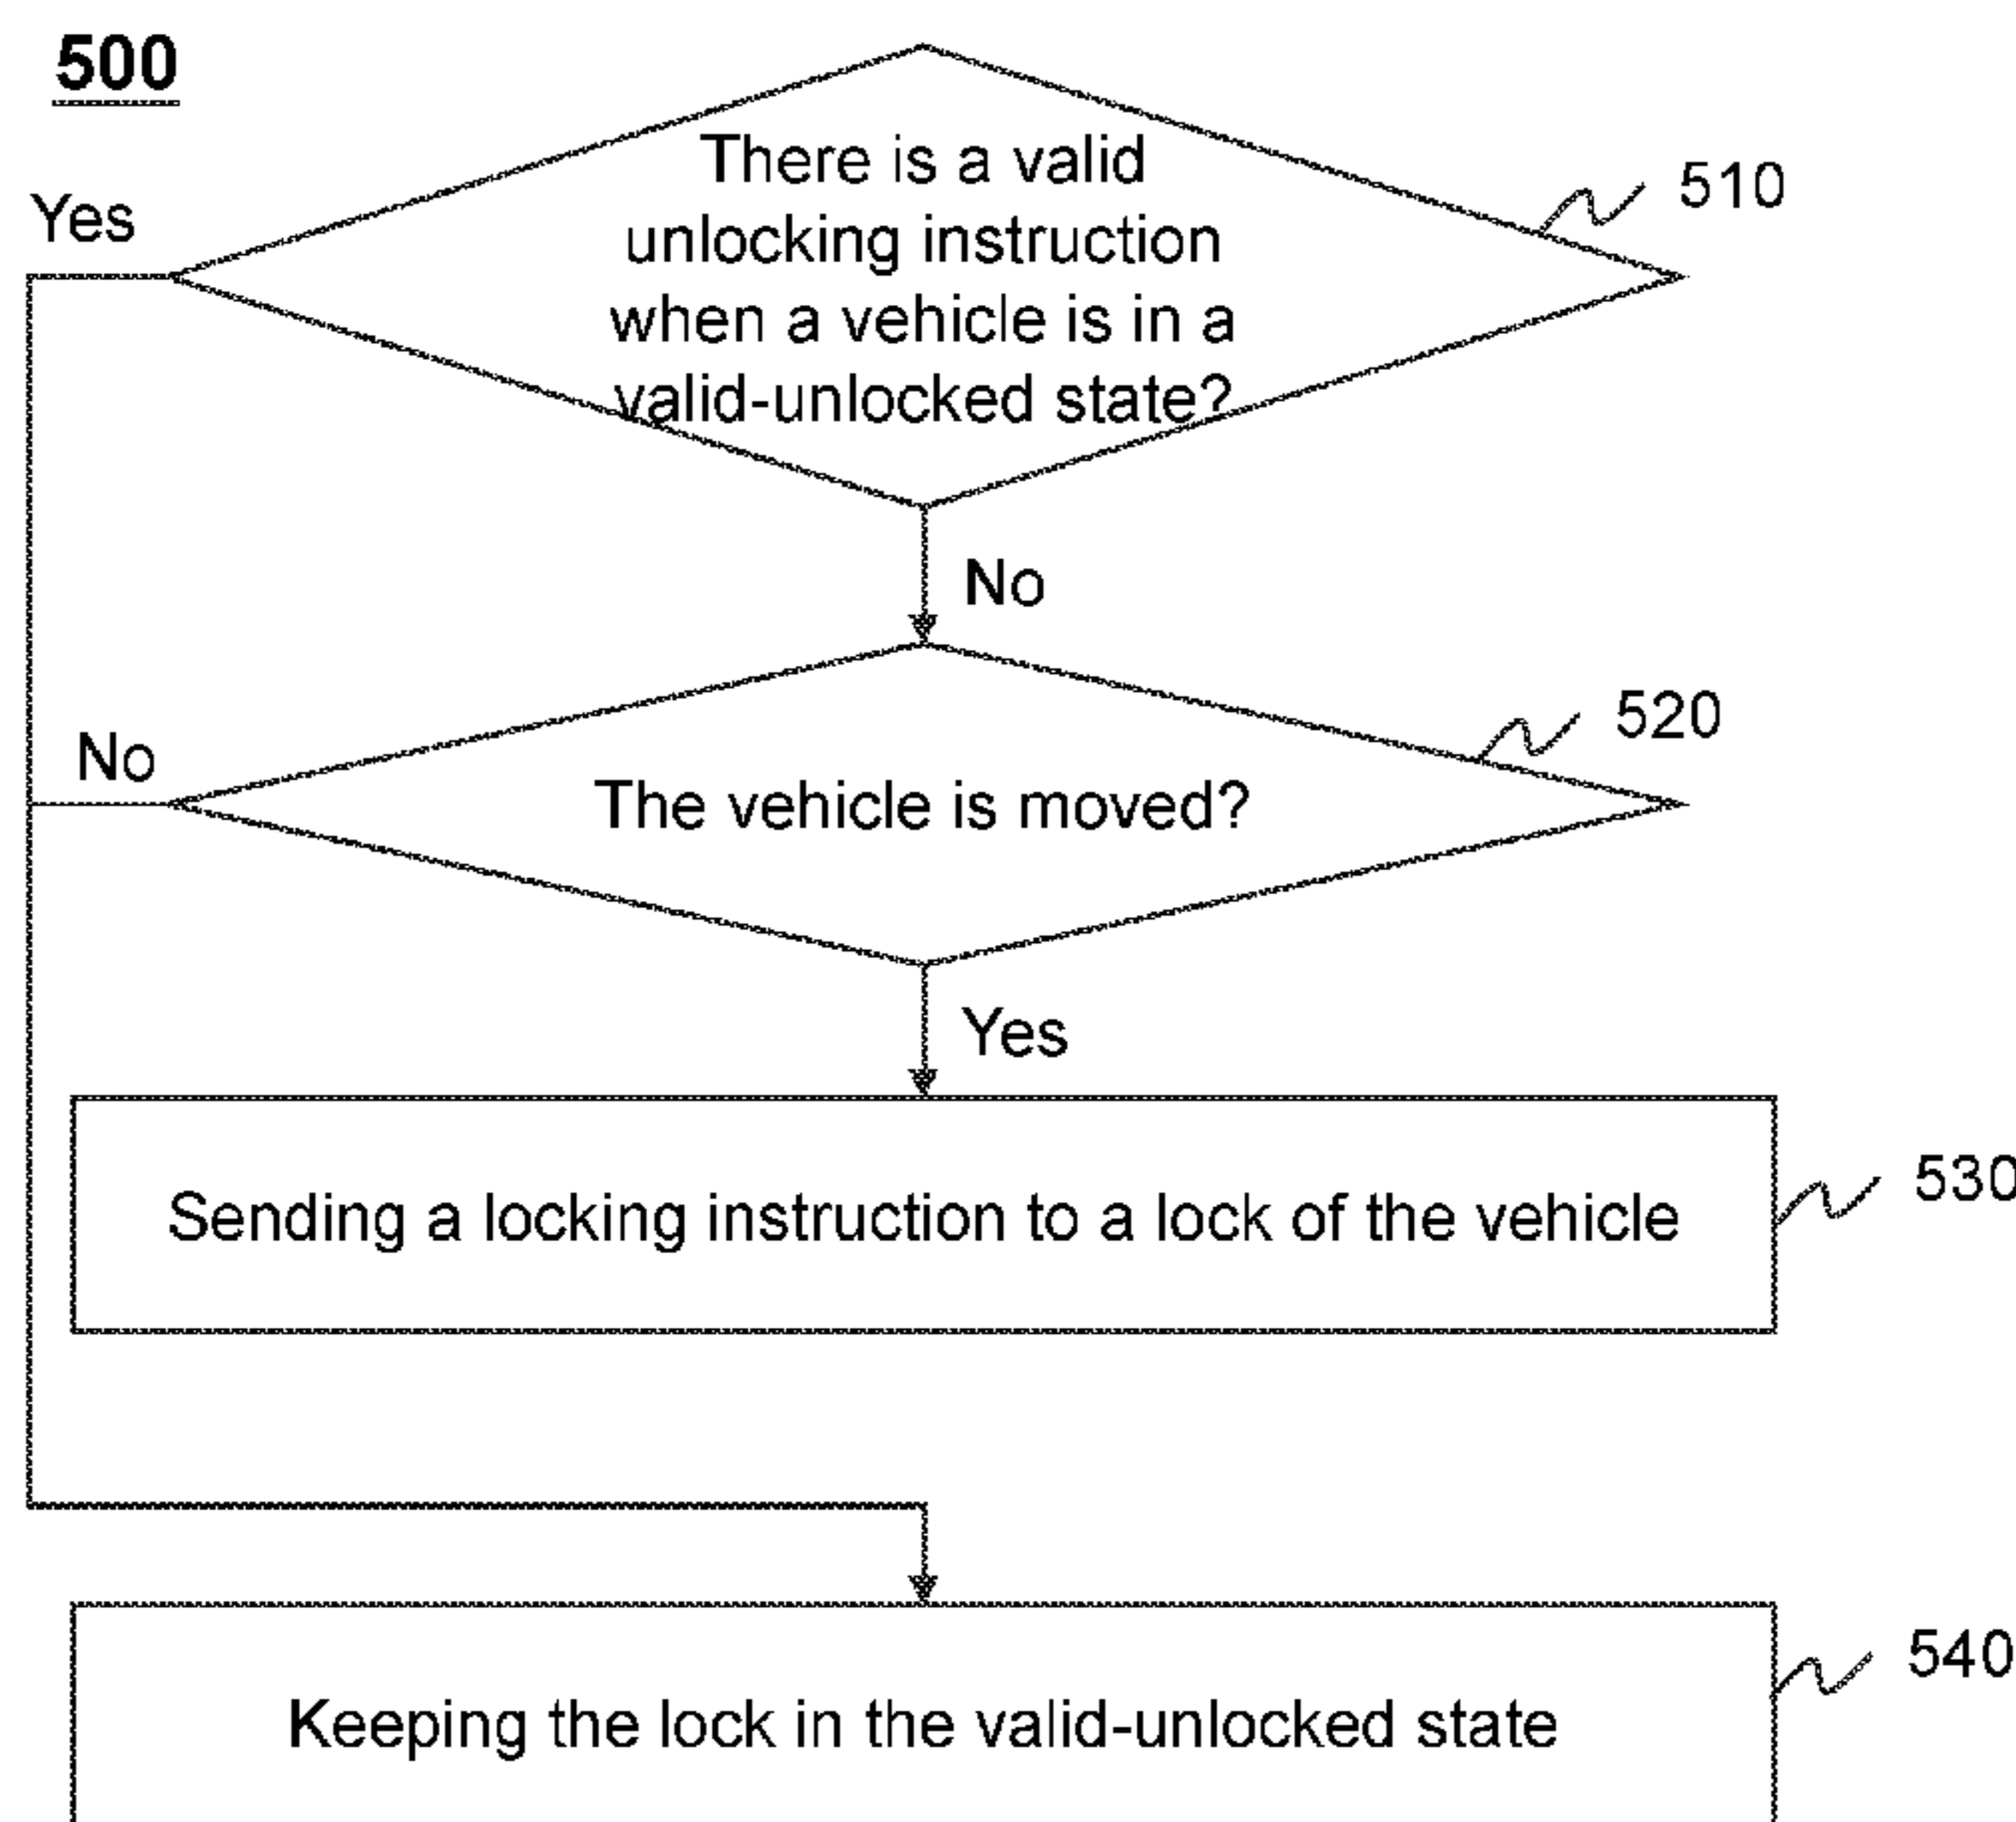 500
There is a valid
unlocking instruction
when a vehicle is in a
valid-unlocked state?
510
Yes
No
The vehicle is moved?
520
No
Yes
Sending a locking instruction to a lock of the vehicle
530
Keeping the lock in the valid-unlocked state
540